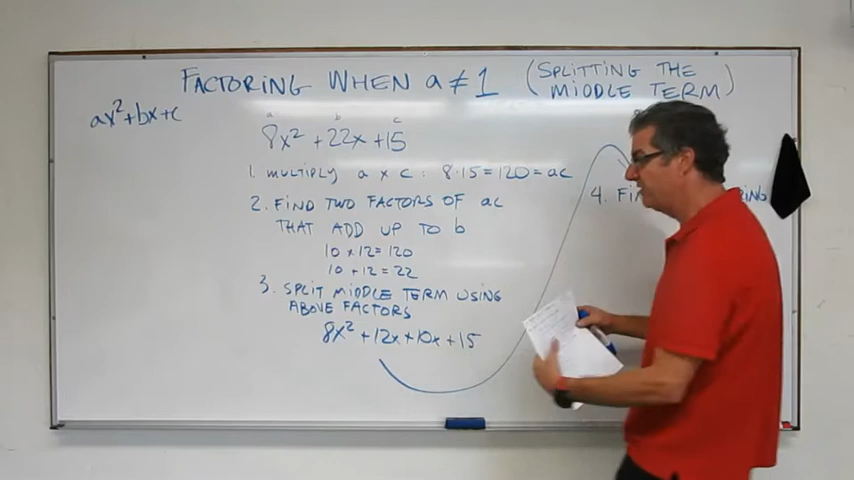 FACTORING WHEN a ≠ 1 (SPLITTING THE
MIDDLE TERM)
ax² + bx + c
a b c
8x² + 22x + 15
1. MULTIPLY a × c : 8·15 = 120 = ac
2. FIND TWO FACTORS OF ac
THAT ADD UP TO b
10 × 12 = 120
10 + 12 = 22
3. SPLIT MIDDLE TERM USING
ABOVE FACTORS
8x² + 12x + 10x + 15
4.